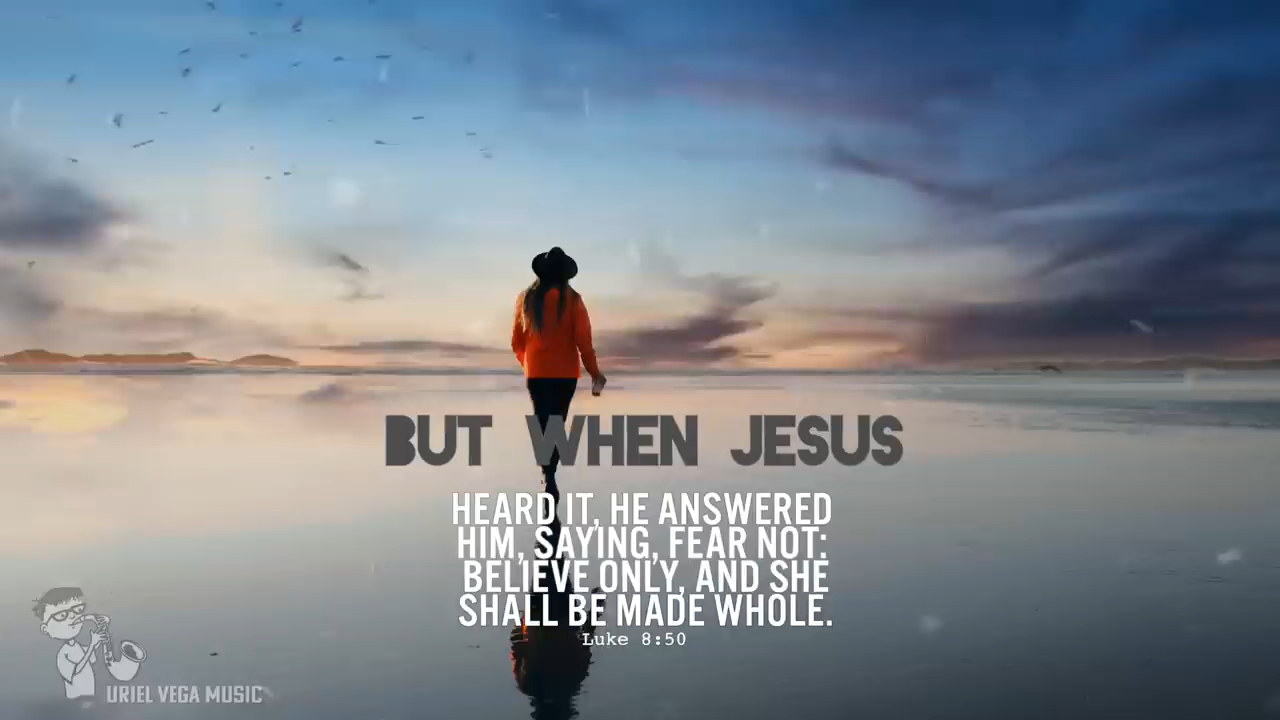 BUT WHEN JESUS
HEARD IT, HE ANSWERED
HIM, SAYING, FEAR NOT:
BELIEVE ONLY, AND SHE
SHALL BE MADE WHOLE.
Luke 8:50
URIEL VEGA MUSIC